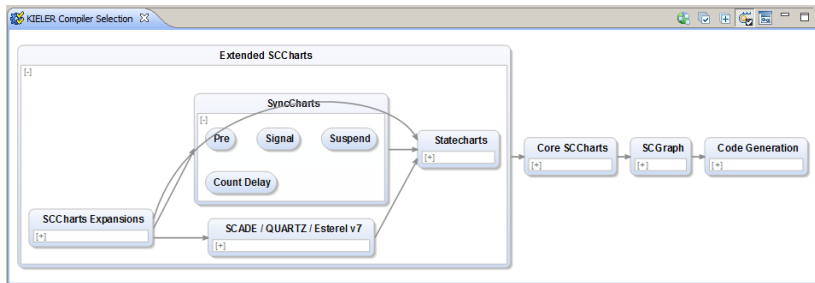 KIELER Compiler Selection
Extended SCCharts
[-]
SyncCharts
[-]
Pre
Signal
Suspend
Count Delay
Statecharts
[+]
Core SCCharts
[+]
SCGraph
[+]
Code Generation
[+]
SCCharts Expansions
[+]
SCADE / QUARTZ / Esterel v7
[+]